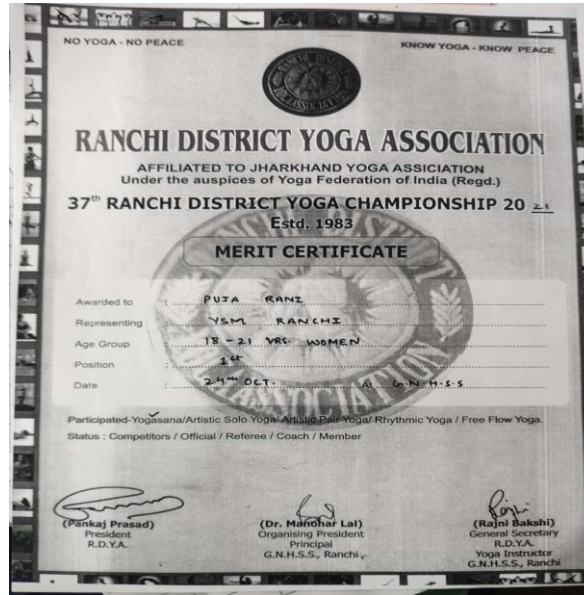 NO YOGA - NO PEACE
KNOW YOGA - KNOW PEACE
RANCHI DISTRICT YOGA ASSOCIATION
AFFILIATED TO JHARKHAND YOGA ASSICIATION
Under the auspices of Yoga Federation of India (Regd.)
37th RANCHI DISTRICT YOGA CHAMPIONSHIP 20 21
Estd. 1983
MERIT CERTIFICATE
Awarded to : PUJA RANI
Representing : YSM RANCHI
Age Group : 18 - 21 YRS. WOMEN
Position : 1st
Date : 24th OCT. At G.N.H.S.S
Participated-Yogasana/Artistic Solo Yoga/ Artistic Pair Yoga/ Rhythmic Yoga / Free Flow Yoga.
Status : Competitors / Official / Referee / Coach / Member
(Pankaj Prasad)
President
R.D.Y.A.
(Dr. Manohar Lal)
Organising President
Principal
G.N.H.S.S., Ranchi
(Rajni Bakshi)
General Secretary
R.D.Y.A.
Yoga Instructor
G.N.H.S.S., Ranchi
RANCHI DISTRICT
ASSOCIATION